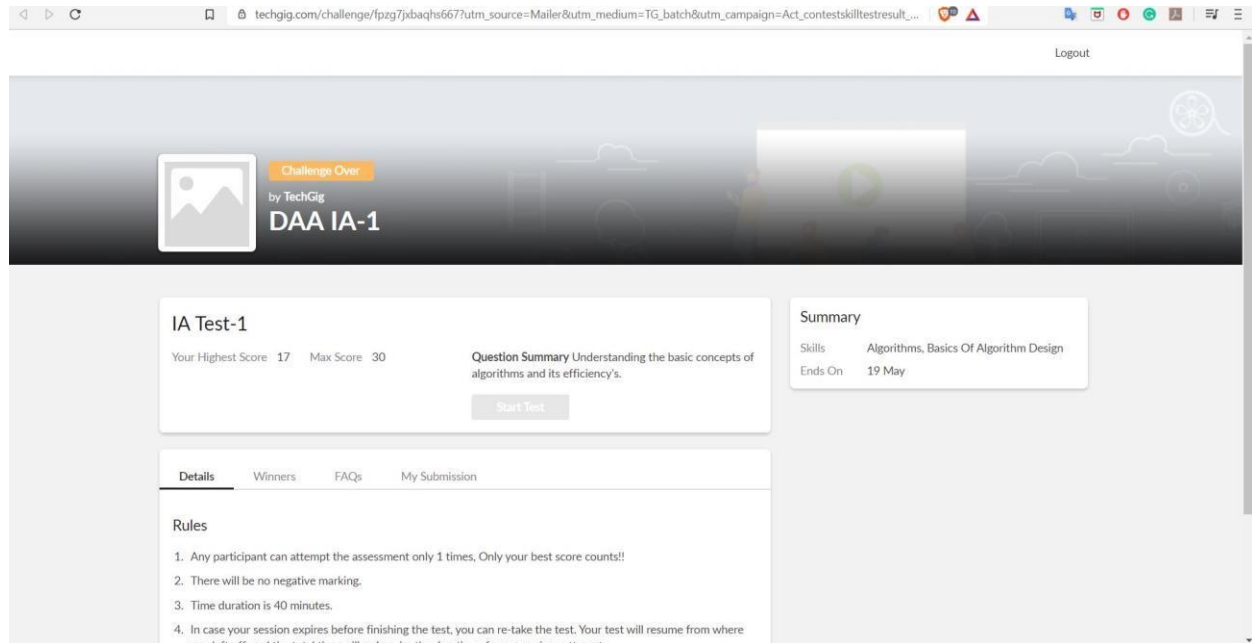 techgig.com/challenge/fpzg7jxbaqhs667?utm_source=Mailer&utm_medium=TG_batch&utm_campaign=Act_contestskilltestresult_...
Logout
Challenge Over
by TechGig
DAA IA-1
IA Test-1
Your Highest Score 17 Max Score 30
Question Summary Understanding the basic concepts of
algorithms and its efficiency's.
Start Test
Summary
Skills Algorithms, Basics Of Algorithm Design
Ends On 19 May
Details Winners FAQs My Submission
Rules
1. Any participant can attempt the assessment only 1 times, Only your best score counts!!
2. There will be no negative marking.
3. Time duration is 40 minutes.
4. In case your session expires before finishing the test, you can re-take the test. Your test will resume from where